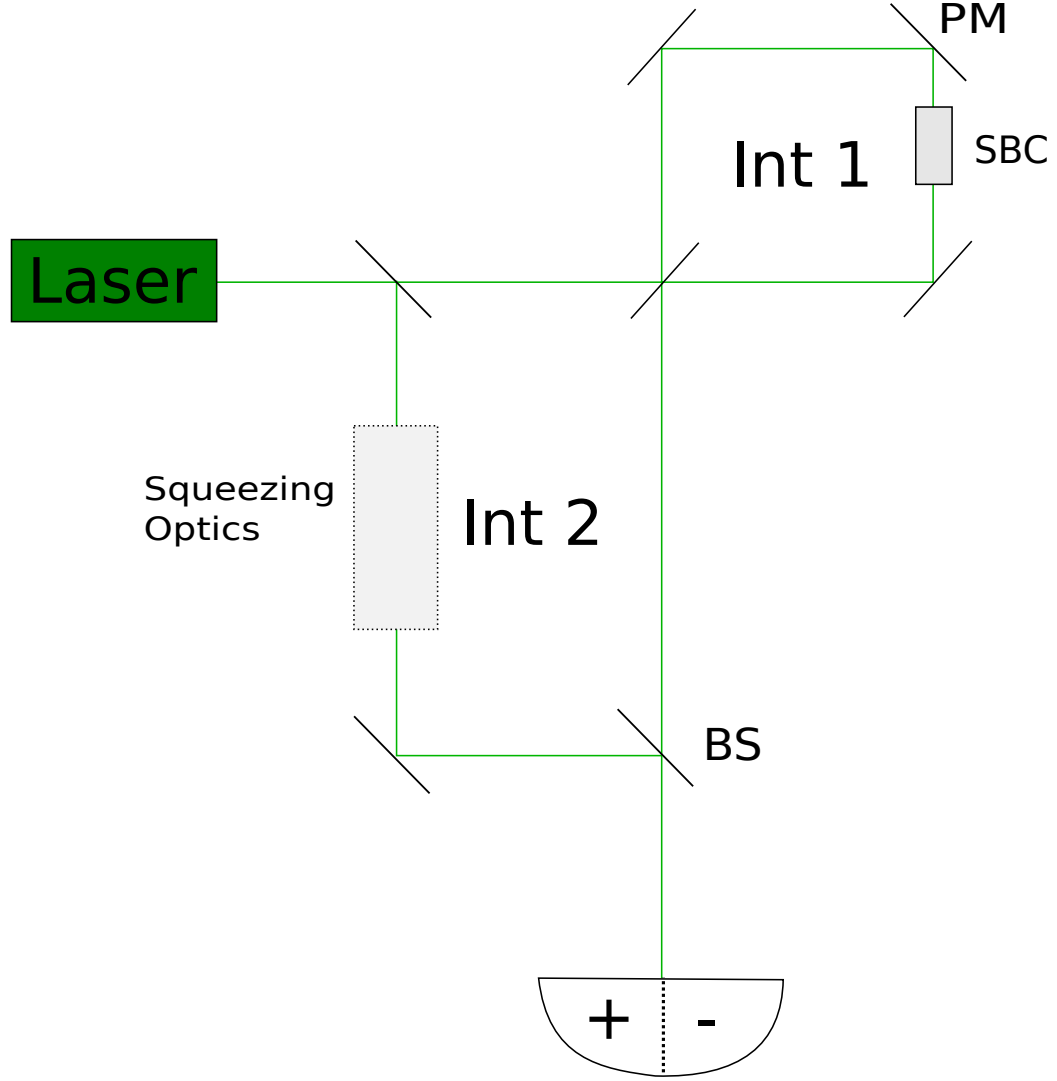 PM
SBC
Int 1
Laser
Squeezing
Optics
Int 2
BS
+ -